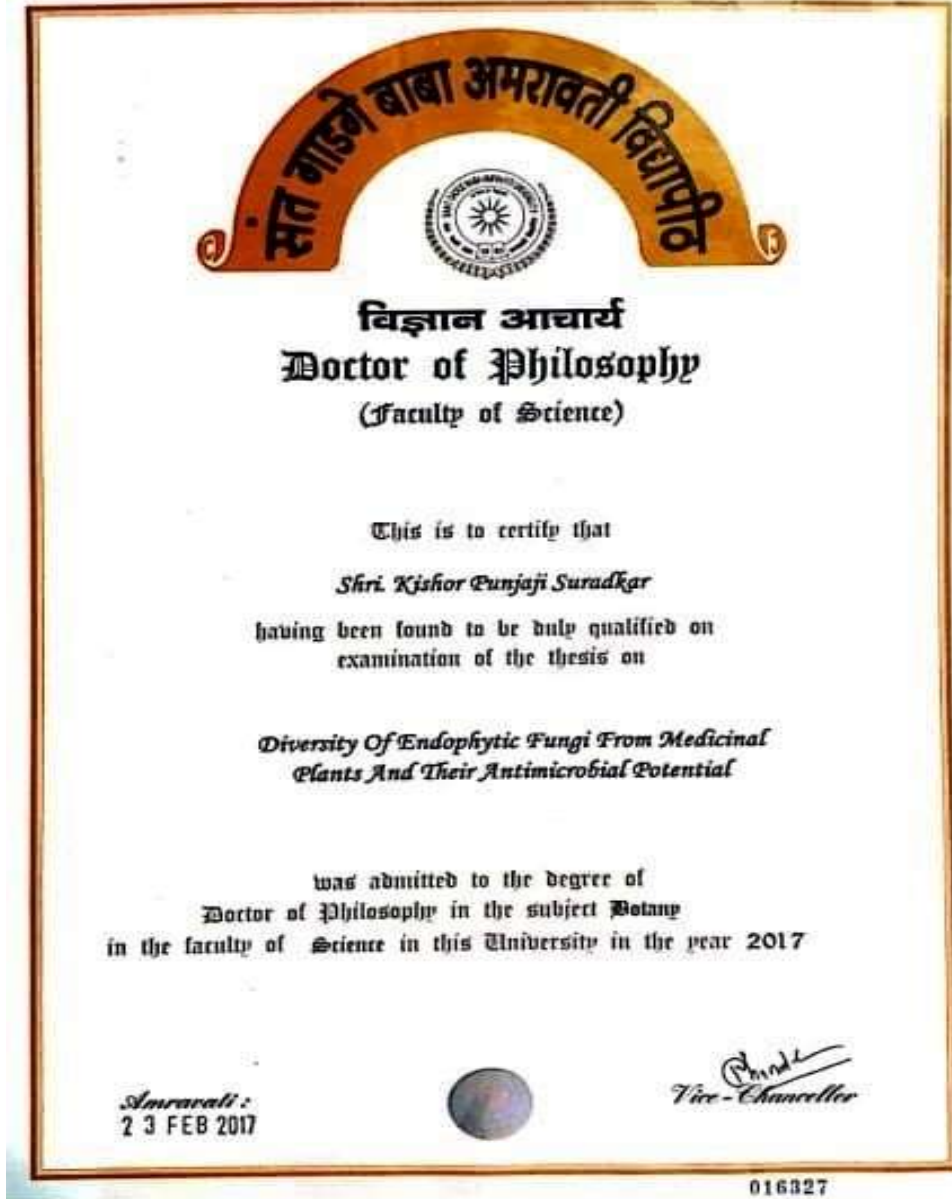 संत गाडगे बाबा अमरावती विद्यापीठ
विज्ञान आचार्य
Doctor of Philosophy
(Faculty of Science)
This is to certify that
Shri. Kishor Punjaji Suradkar
having been found to be duly qualified on
examination of the thesis on
Diversity Of Endophytic Fungi From Medicinal
Plants And Their Antimicrobial Potential
was admitted to the degree of
Doctor of Philosophy in the subject Botany
in the faculty of Science in this University in the year 2017
Amravati :
23 FEB 2017
Vice-Chancellor
016327